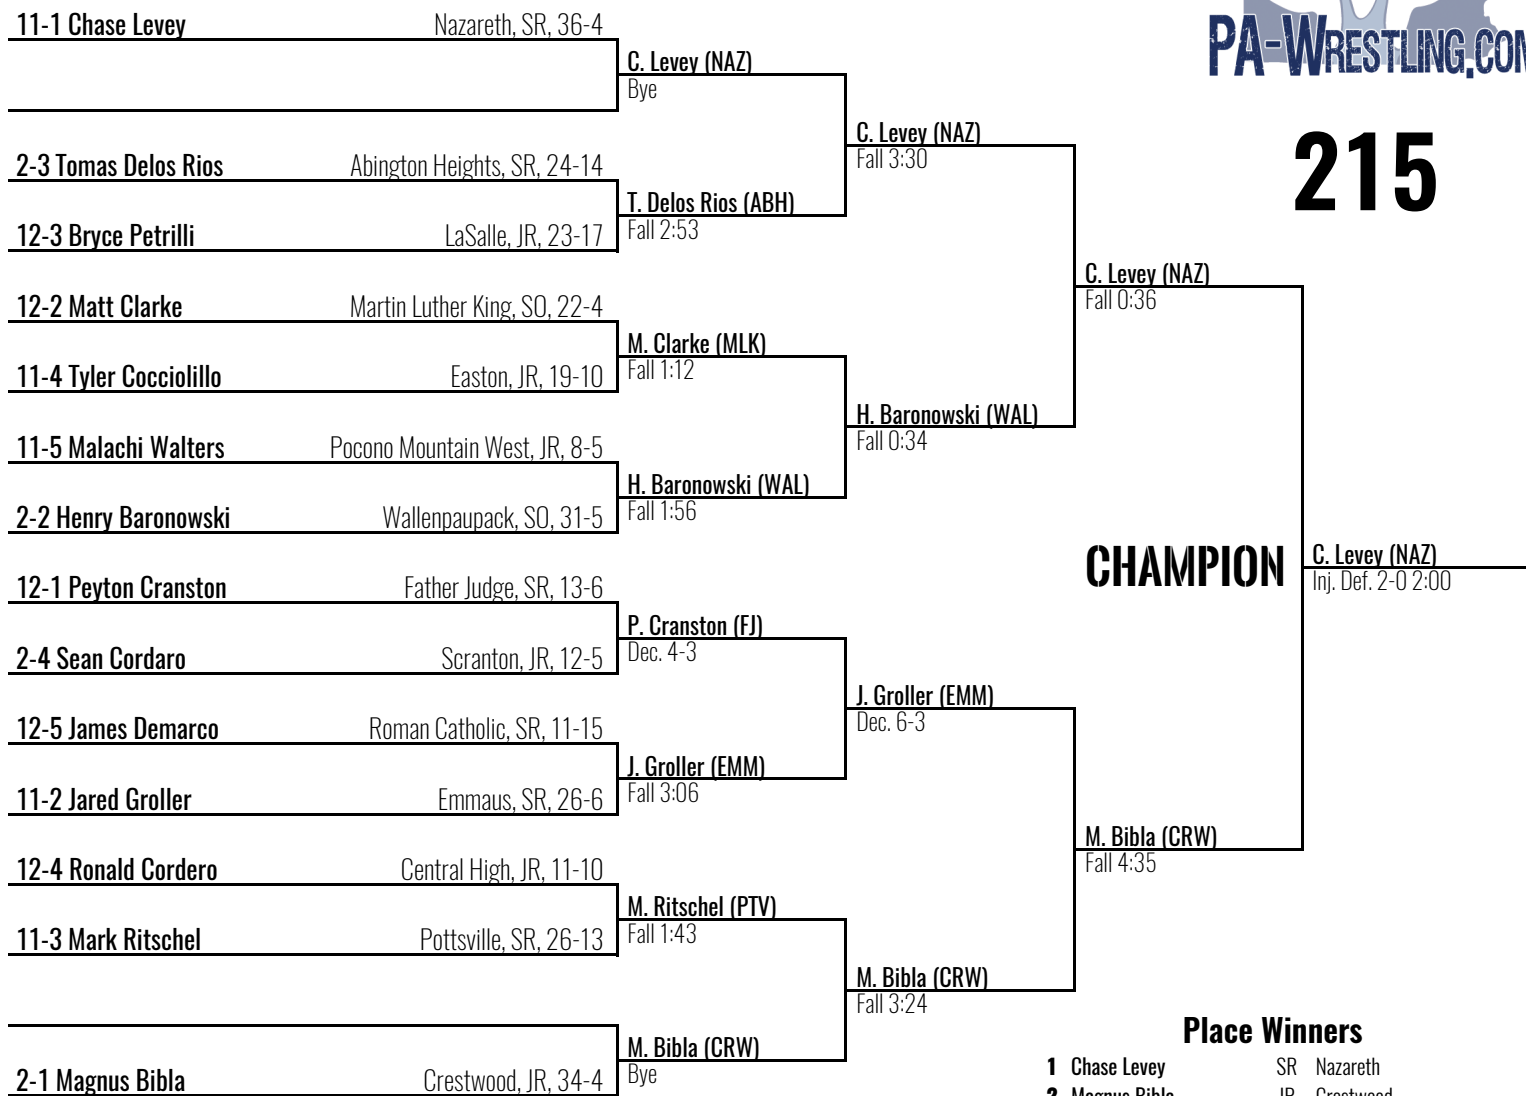 11-1 Chase Levey Nazareth, SR, 36-4
PA-WRESTLING.COM
C. Levey (NAZ)
Bye
C. Levey (NAZ)
Fall 3:30
215
2-3 Tomas Delos Rios Abington Heights, SR, 24-14
T. Delos Rios (ABH)
Fall 2:53
12-3 Bryce Petrilli LaSalle, JR, 23-17
C. Levey (NAZ)
Fall 0:36
12-2 Matt Clarke Martin Luther King, SO, 22-4
M. Clarke (MLK)
Fall 1:12
11-4 Tyler Cocciolillo Easton, JR, 19-10
H. Baronowski (WAL)
Fall 0:34
11-5 Malachi Walters Pocono Mountain West, JR, 8-5
H. Baronowski (WAL)
Fall 1:56
2-2 Henry Baronowski Wallenpaupack, SO, 31-5
CHAMPION
C. Levey (NAZ)
Inj. Def. 2-0 2:00
12-1 Peyton Cranston Father Judge, SR, 13-6
P. Cranston (FJ)
Dec. 4-3
2-4 Sean Cordaro Scranton, JR, 12-5
J. Groller (EMM)
Dec. 6-3
12-5 James Demarco Roman Catholic, SR, 11-15
J. Groller (EMM)
Fall 3:06
11-2 Jared Groller Emmaus, SR, 26-6
M. Bibla (CRW)
Fall 4:35
12-4 Ronald Cordero Central High, JR, 11-10
M. Ritschel (PTV)
Fall 1:43
11-3 Mark Ritschel Pottsville, SR, 26-13
M. Bibla (CRW)
Fall 3:24
M. Bibla (CRW)
Bye
2-1 Magnus Bibla Crestwood, JR, 34-4
Place Winners
1 Chase Levey SR Nazareth
2 Magnus Bibla JR Crestwood